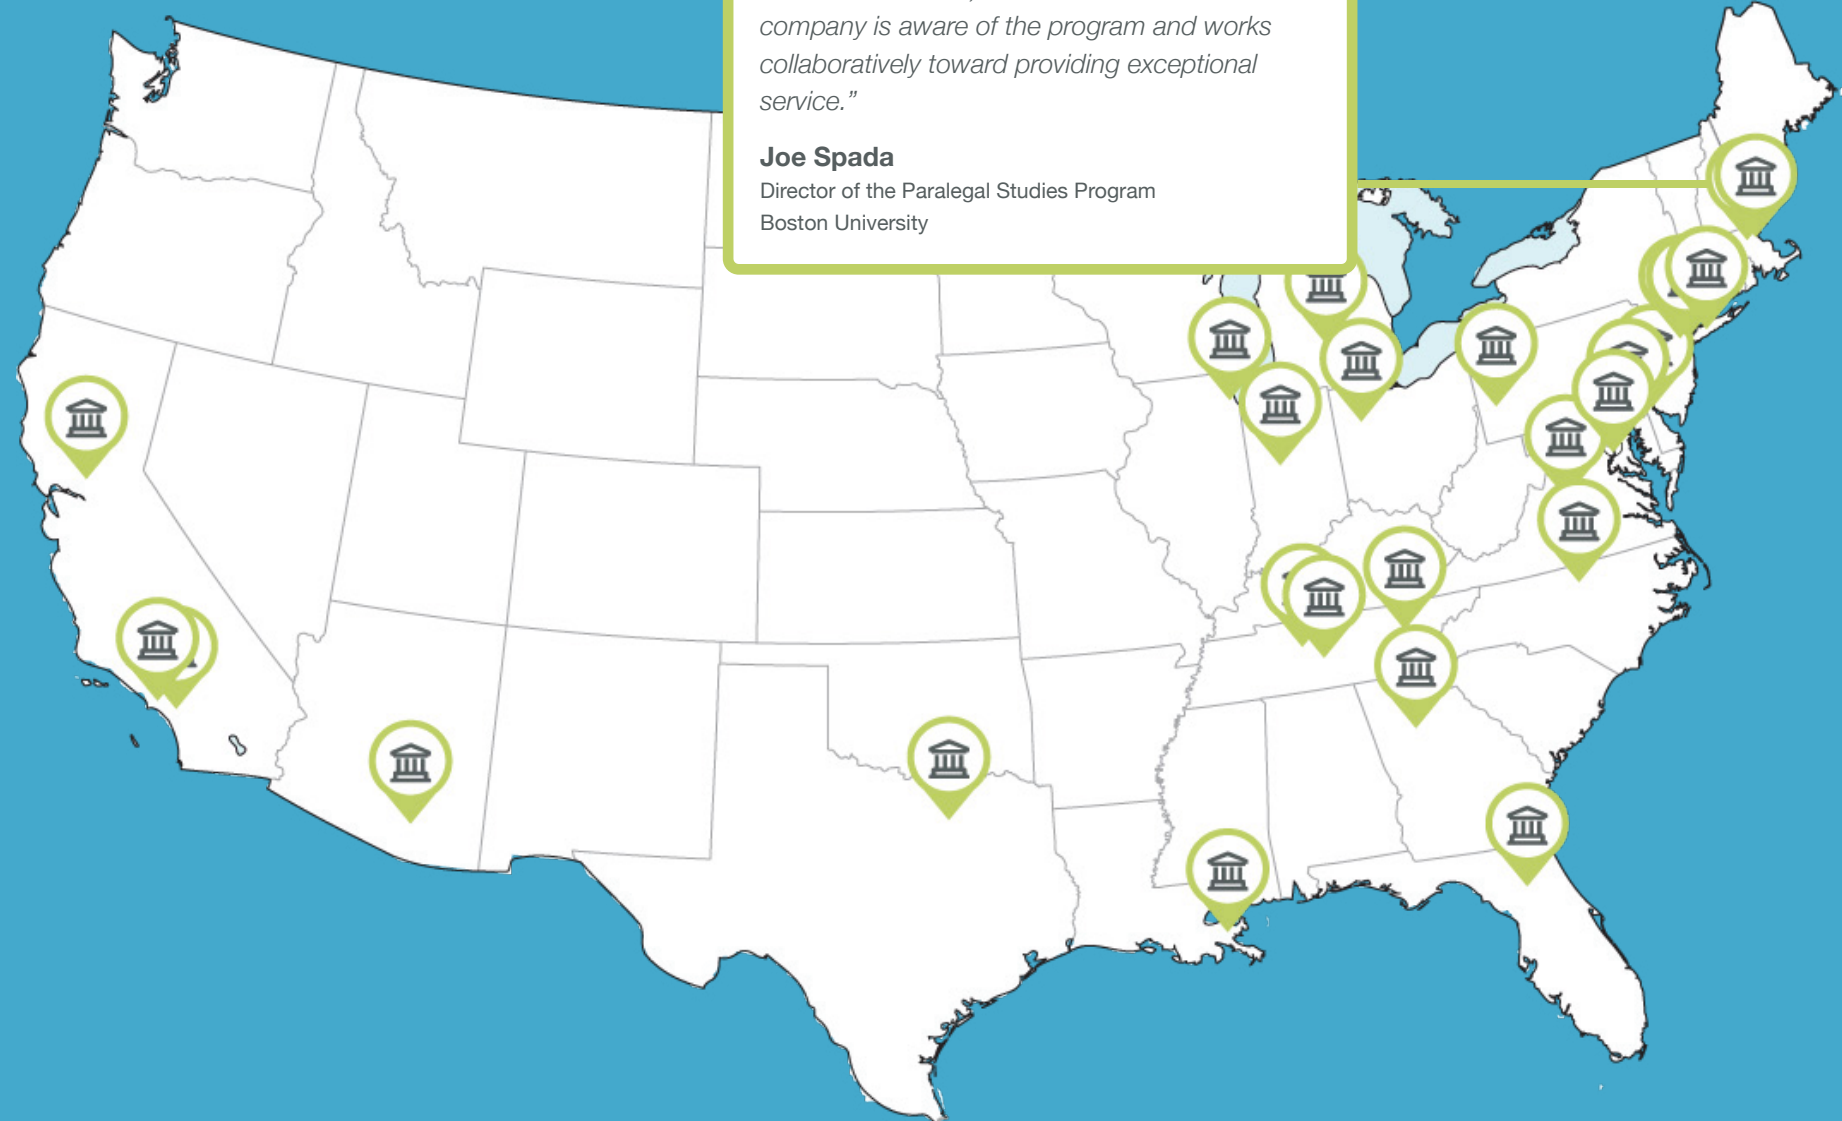 company is aware of the program and works
collaboratively toward providing exceptional
service.”
Joe Spada
Director of the Paralegal Studies Program
Boston University